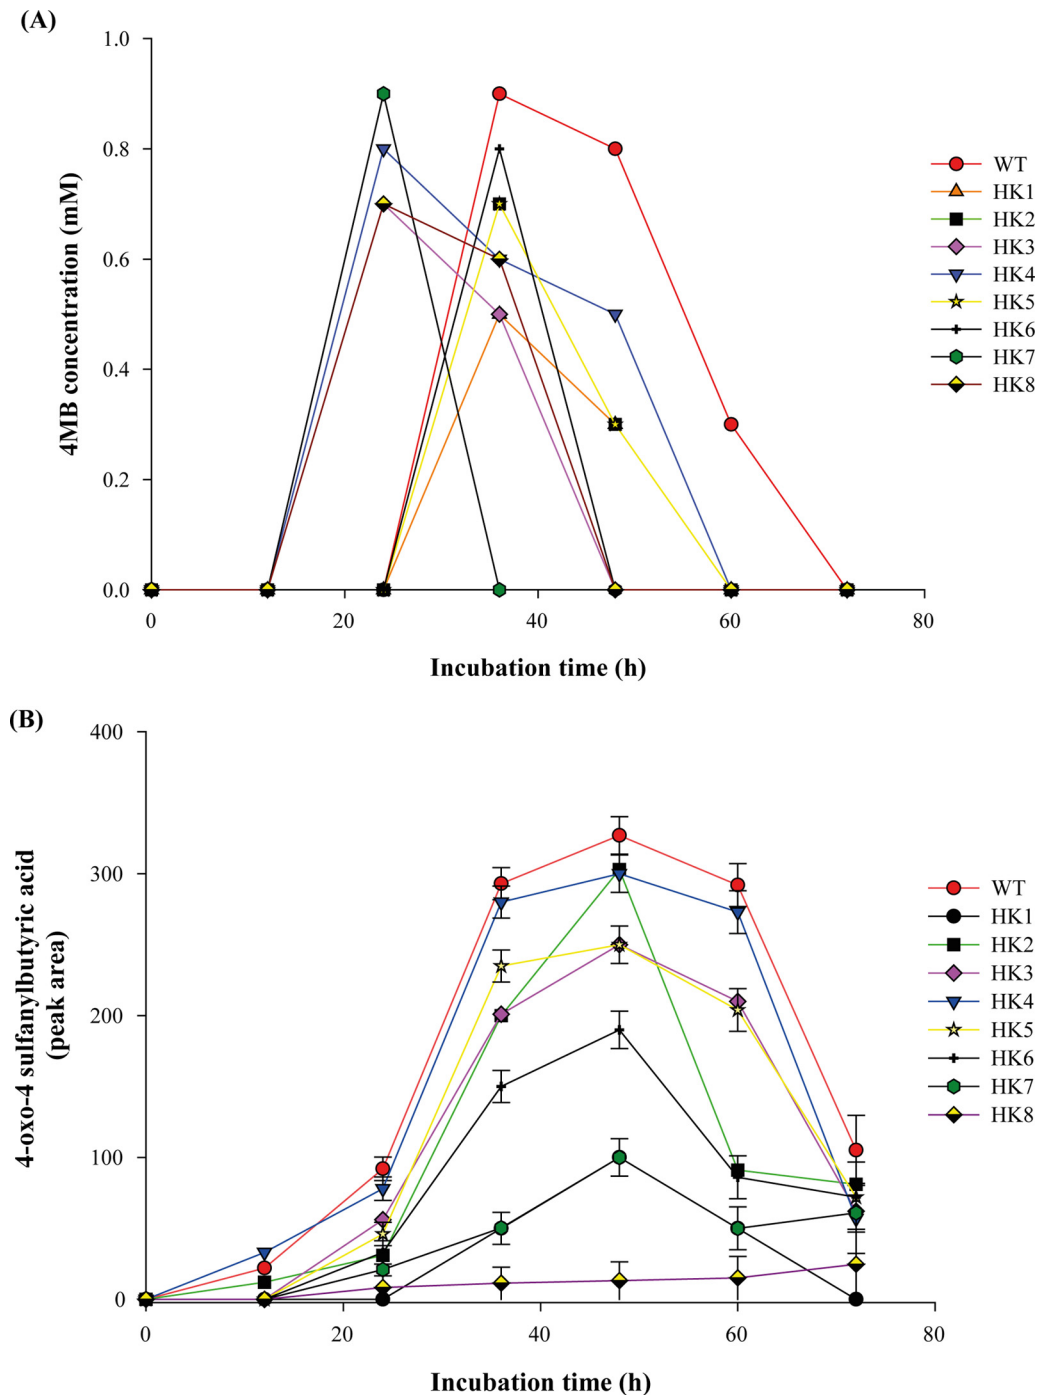 (A)
1.0
0.8
0.6
0.4
0.2
0.0
4MB concentration (mM)
0 20 40 60 80
Incubation time (h)
WT
HK1
HK2
HK3
HK4
HK5
HK6
HK7
HK8
(B)
400
300
200
100
0
4-oxo-4 sulfanylbutyric acid
(peak area)
0 20 40 60 80
Incubation time (h)
WT
HK1
HK2
HK3
HK4
HK5
HK6
HK7
HK8